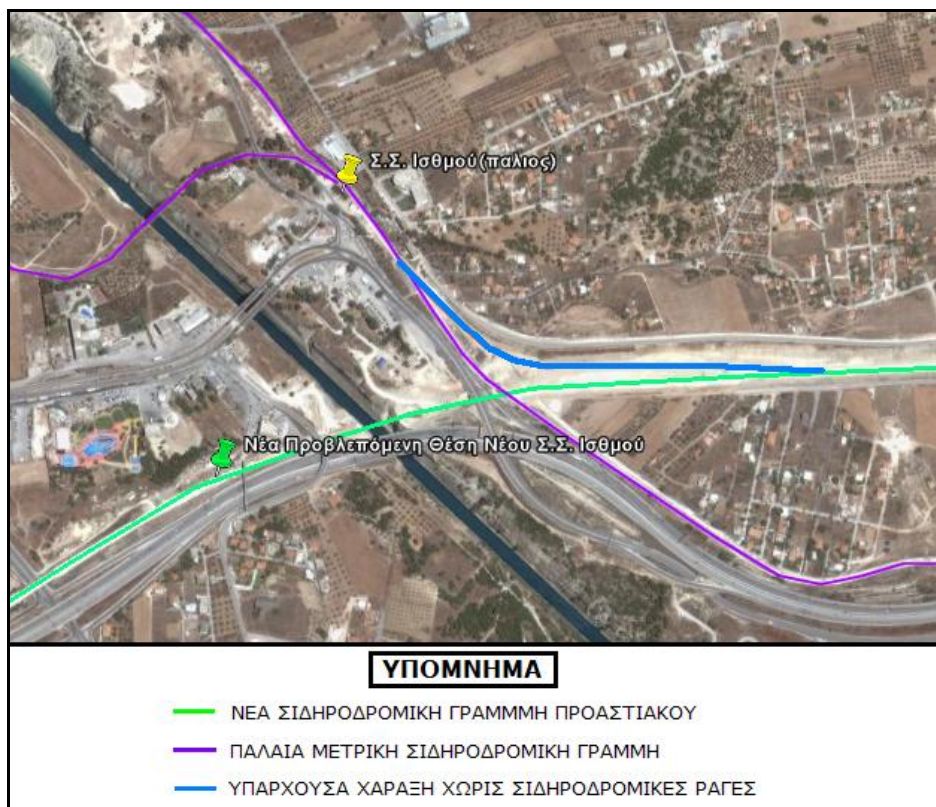 Σ.Σ. Ισθμού(παλιος)
Νέα Προβλεπόμενη Θέση Νέου Σ.Σ. Ισθμού
ΥΠΟΜΝΗΜΑ
ΝΕΑ ΣΙΔΗΡΟΔΡΟΜΙΚΗ ΓΡΑΜΜΜΗ ΠΡΟΑΣΤΙΑΚΟΥ
ΠΑΛΑΙΑ ΜΕΤΡΙΚΗ ΣΙΔΗΡΟΔΡΟΜΙΚΗ ΓΡΑΜΜΗ
ΥΠΑΡΧΟΥΣΑ ΧΑΡΑΞΗ ΧΩΡΙΣ ΣΙΔΗΡΟΔΡΟΜΙΚΕΣ ΡΑΓΕΣ